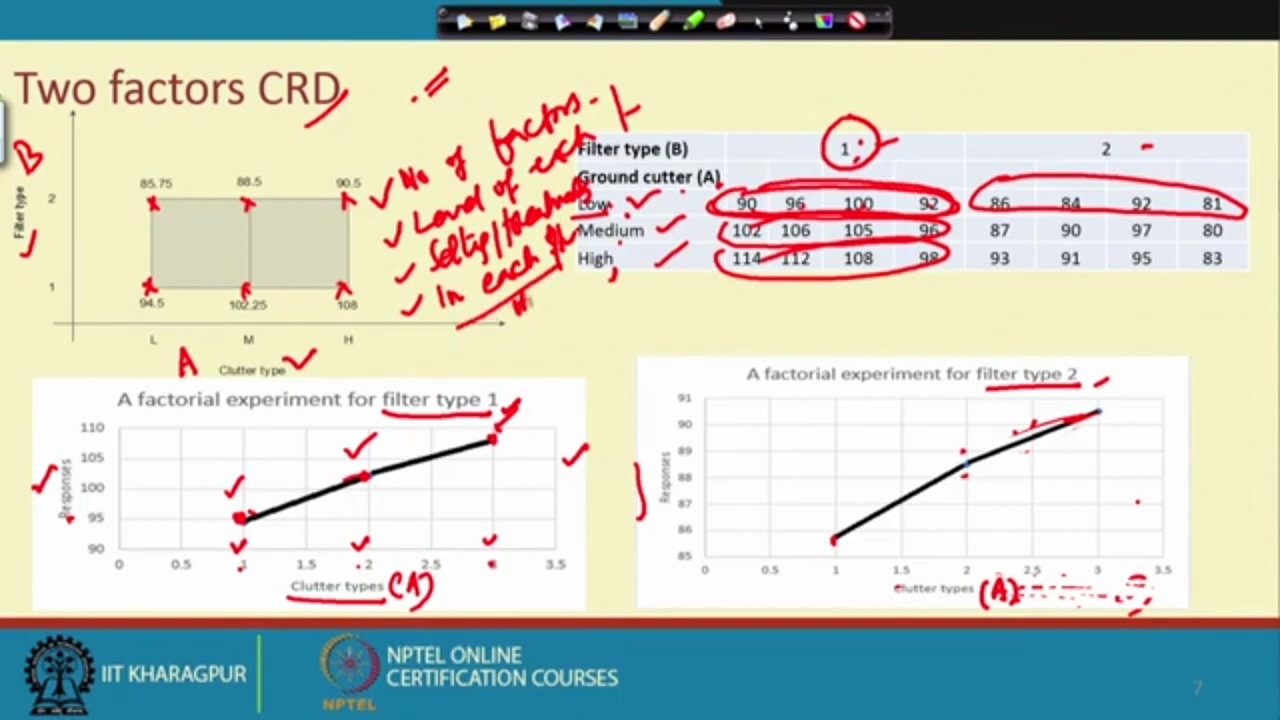 Two factors CRD
No of factors.
Level of each
Setting/treatments
In each
B
Filter type
2
1
85.75 88.5 90.5
94.5 102.25 108
L M H
A
Clutter type
Filter type (B) 1 2
Ground cutter (A)
Low 90 96 100 92 86 84 92 81
Medium 102 106 105 96 87 90 97 80
High 114 112 108 98 93 91 95 83
A factorial experiment for filter type 1
Responses
110
105
100
95
90
0 0.5 1 1.5 2 2.5 3 3.5
Clutter types (A)
A factorial experiment for filter type 2
Responses
91
90
89
88
87
86
85
0 0.5 1 1.5 2 2.5 3 3.5
Clutter types (A)
IIT KHARAGPUR
NPTEL
NPTEL ONLINE
CERTIFICATION COURSES
7